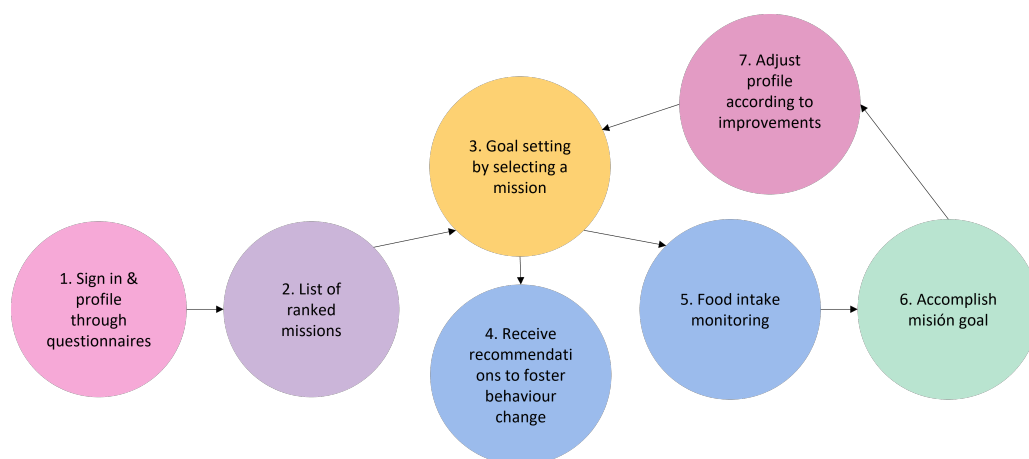 1. Sign in &
profile
through
questionnaires
2. List of
ranked
missions
3. Goal setting
by selecting a
mission
4. Receive
recommendati
ons to foster
behaviour
change
5. Food intake
monitoring
6. Accomplish
misión goal
7. Adjust
profile
according to
improvements